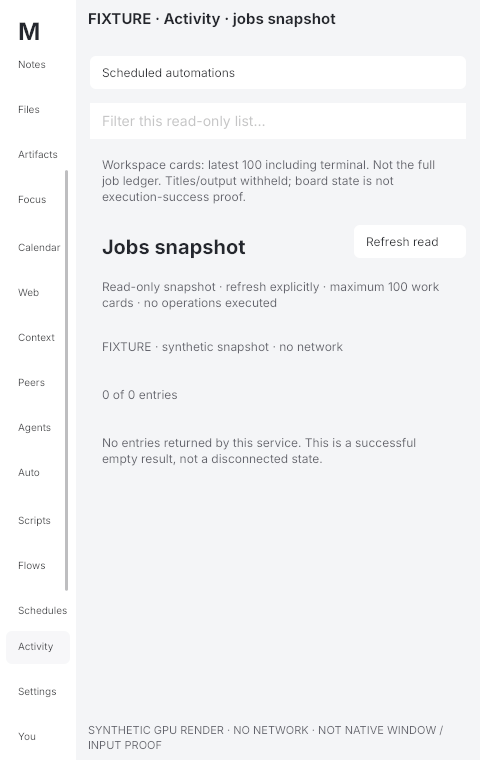 M
Notes
Files
Artifacts
Focus
Calendar
Web
Context
Peers
Agents
Auto
Scripts
Flows
Schedules
Activity
Settings
You
FIXTURE · Activity · jobs snapshot
Scheduled automations
Filter this read-only list...
Workspace cards: latest 100 including terminal. Not the full
job ledger. Titles/output withheld; board state is not
execution-success proof.
Jobs snapshot
Refresh read
Read-only snapshot · refresh explicitly · maximum 100 work
cards · no operations executed
FIXTURE · synthetic snapshot · no network
0 of 0 entries
No entries returned by this service. This is a successful
empty result, not a disconnected state.
SYNTHETIC GPU RENDER · NO NETWORK · NOT NATIVE WINDOW /
INPUT PROOF